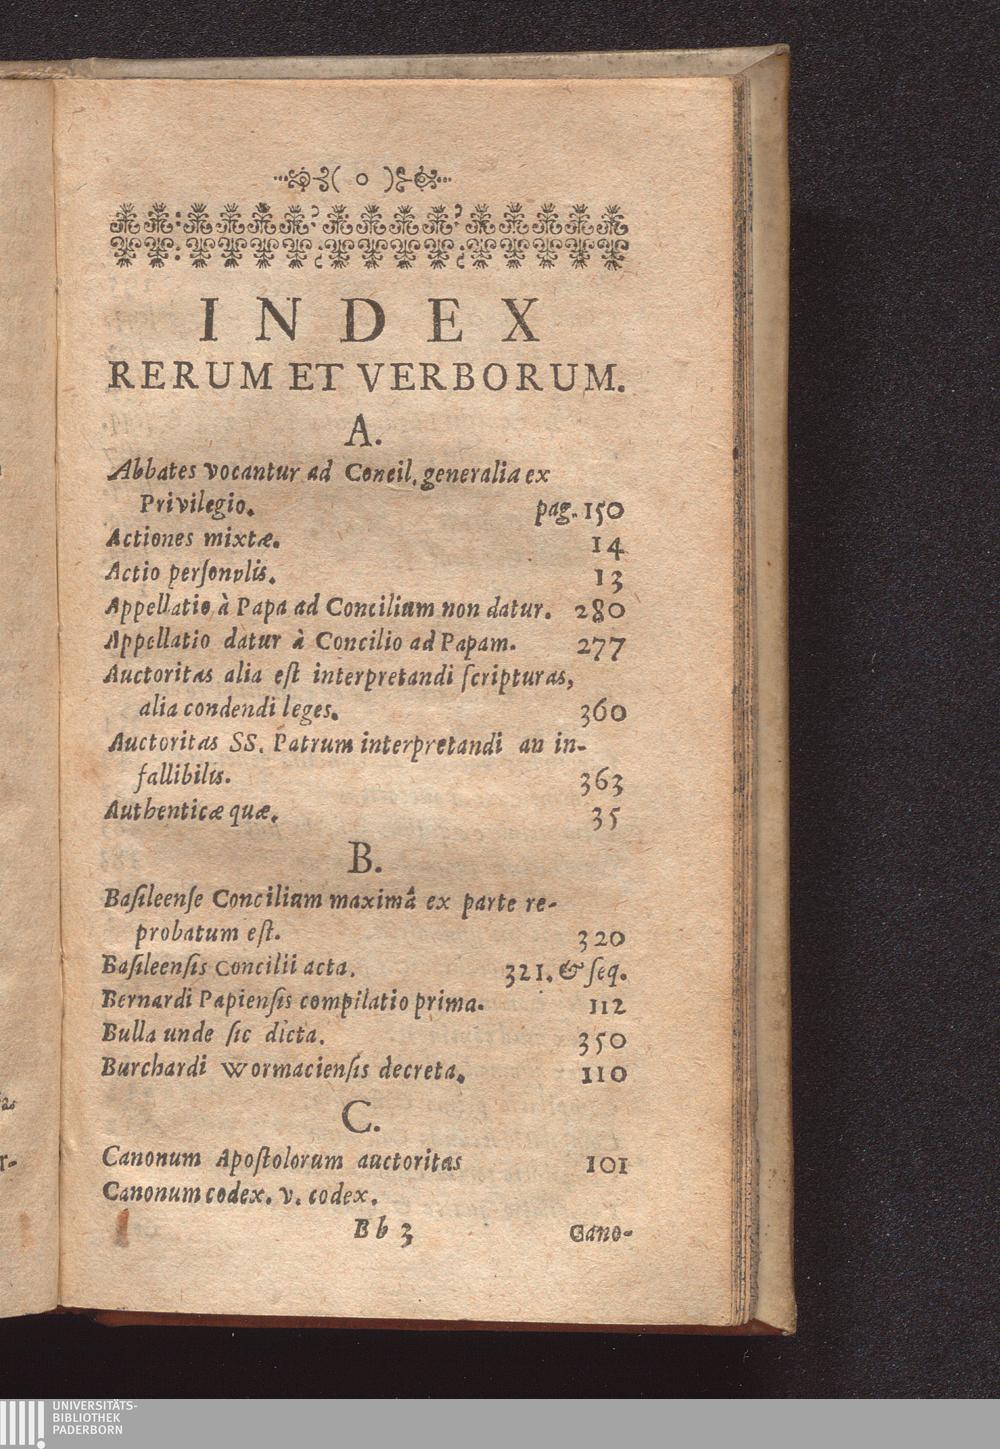 ( o )
INDEX
RERUM ET VERBORUM.
A.
Abbates vocantur ad Concil. generalia ex
Privilegio. pag. 150
Actiones mixtæ. 14
Actio perſonvlis. 13
Appellatio à Papa ad Concilium non datur. 280
Appellatio datur à Concilio ad Papam. 277
Auctoritas alia eſt interpretandi ſcripturas,
alia condendi leges. 360
Auctoritas SS. Patrum interpretandi an in-
fallibilis. 363
Authenticæ quæ. 35
B.
Baſileenſe Concilium maximâ ex parte re-
probatum eſt. 320
Baſileenſis Concilii acta. 321. & ſeq.
Bernardi Papienſis compilatio prima. 112
Bulla unde ſic dicta. 350
Burchardi Wormacienſis decreta. 110
C.
Canonum Apoſtolorum auctoritas 101
Canonum codex. v. codex.
Bb 3 Cano-
UNIVERSITÄTS-
BIBLIOTHEK
PADERBORN